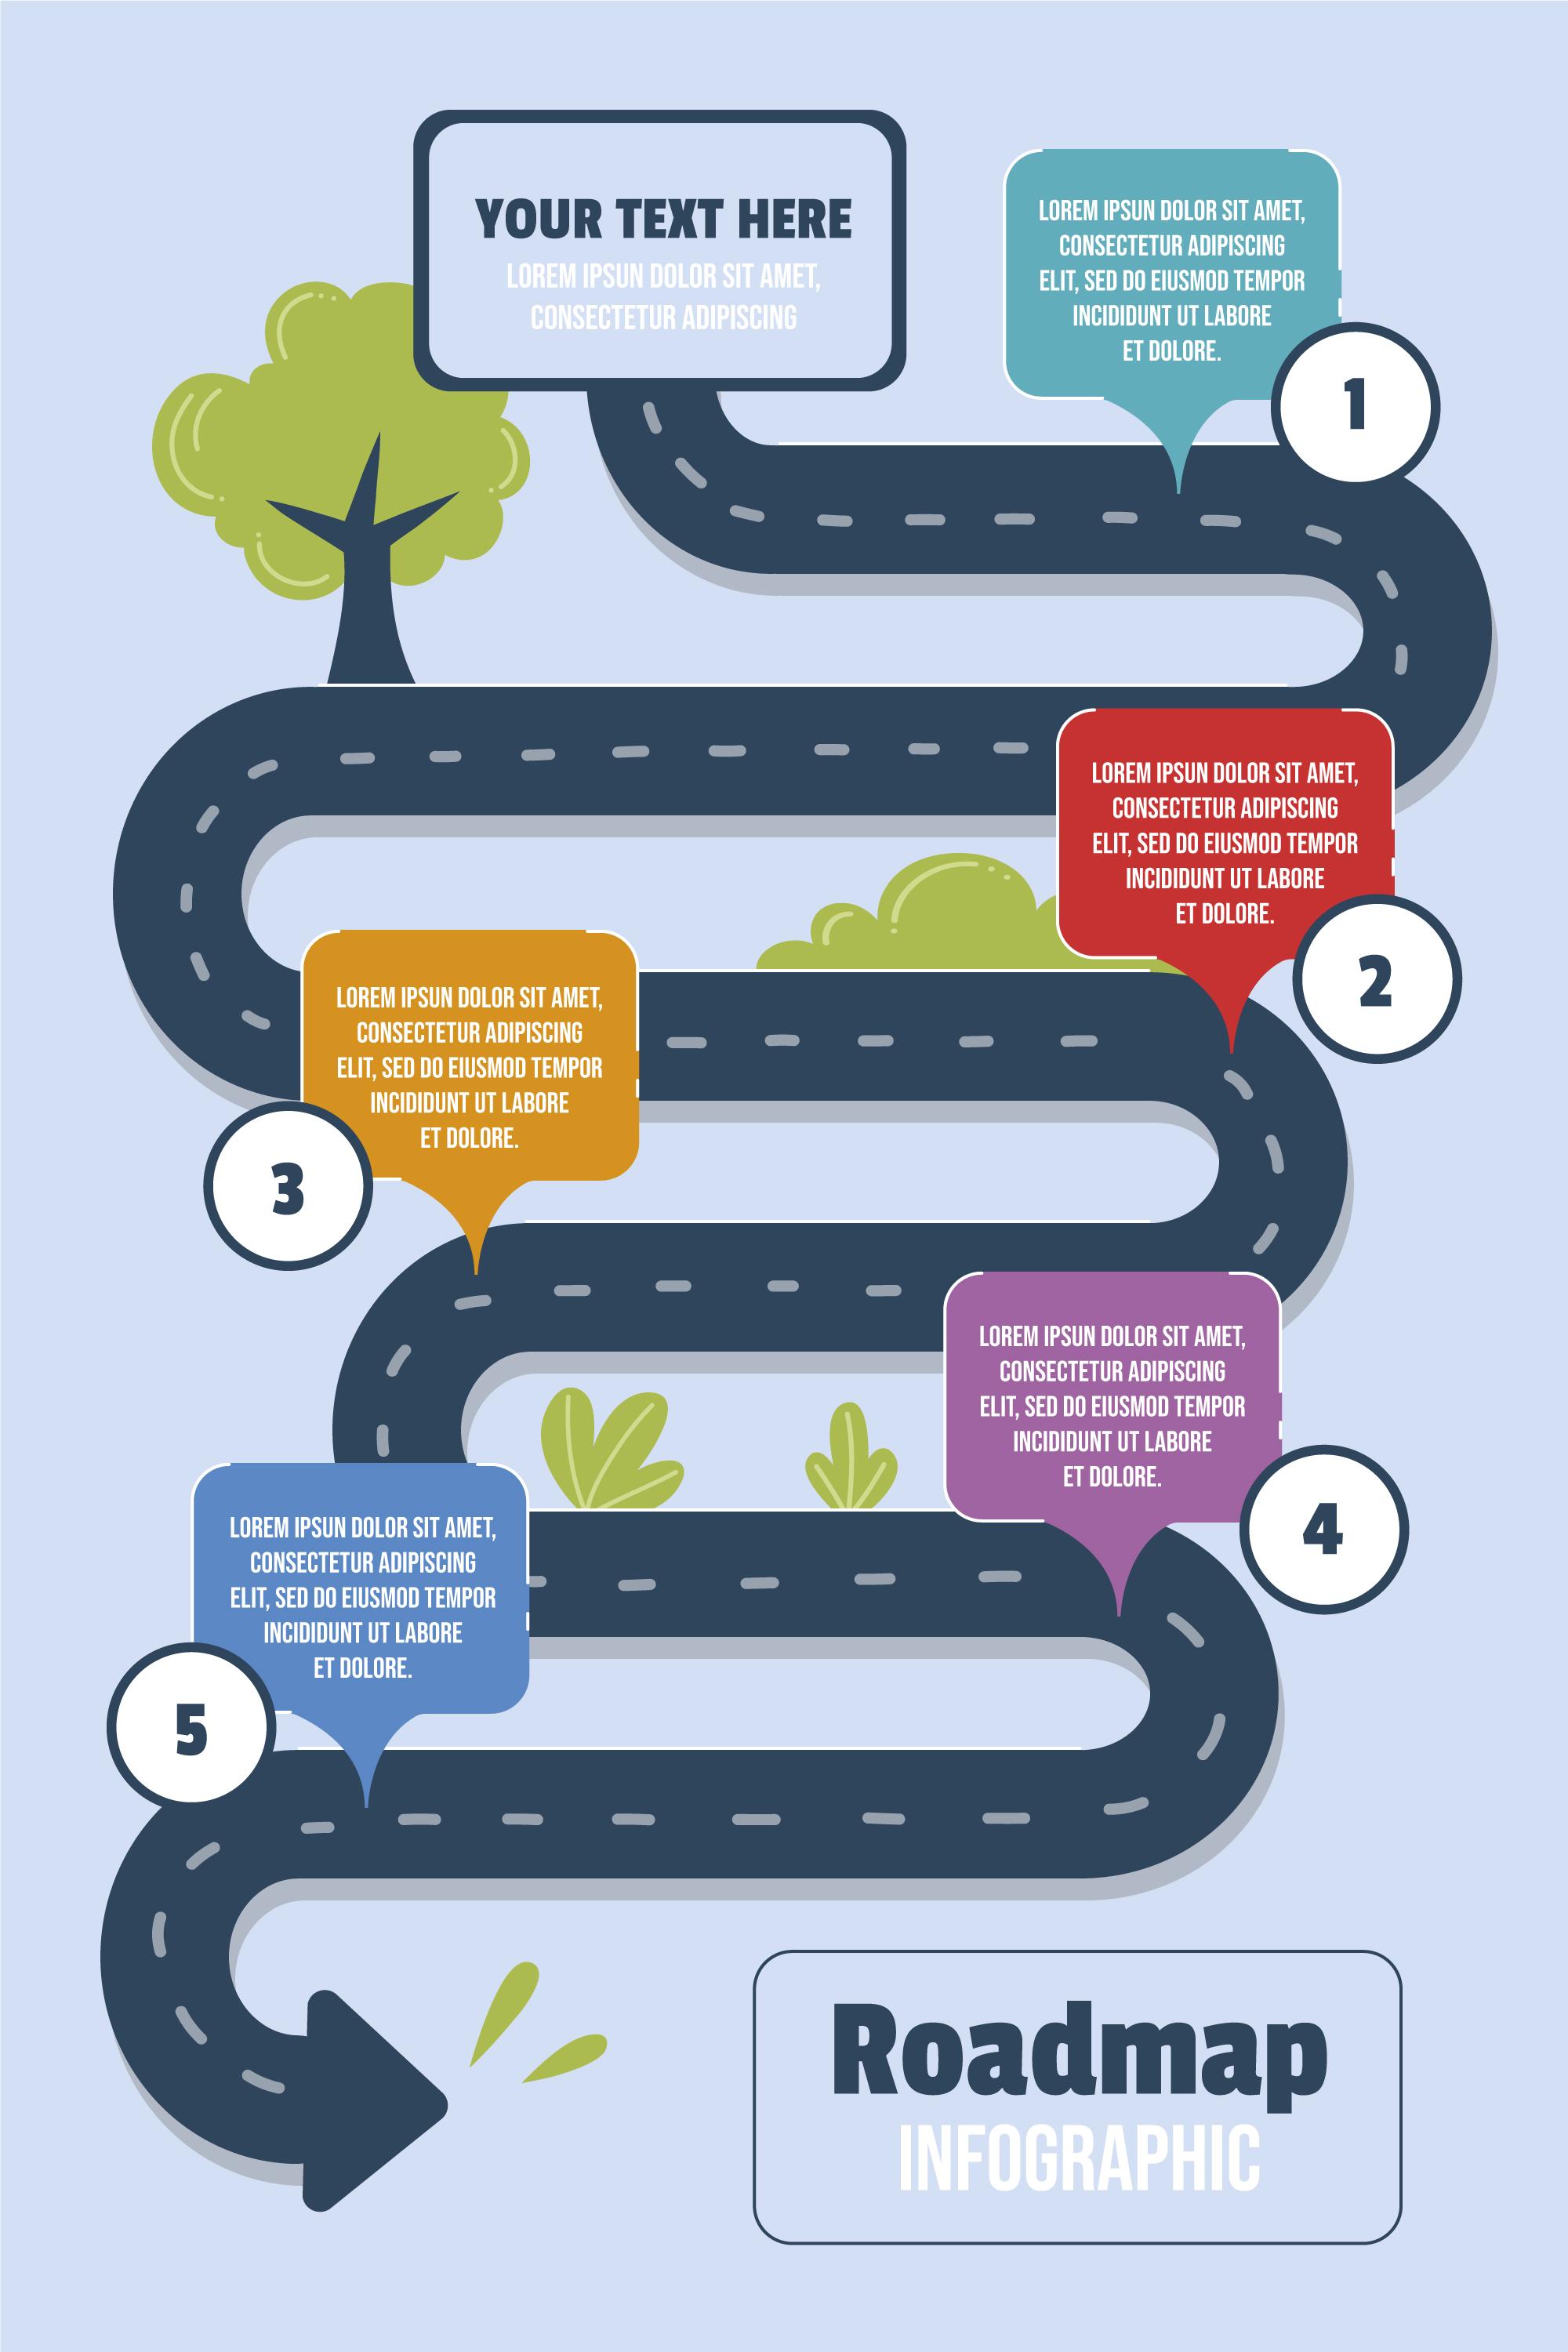 YOUR TEXT HERE
LOREM IPSUN DOLOR SIT AMET,
CONSECTETUR ADIPISCING
LOREM IPSUN DOLOR SIT AMET,
CONSECTETUR ADIPISCING
ELIT, SED DO EIUSMOD TEMPOR
INCIDIDUNT UT LABORE
ET DOLORE.
1
LOREM IPSUN DOLOR SIT AMET,
CONSECTETUR ADIPISCING
ELIT, SED DO EIUSMOD TEMPOR
INCIDIDUNT UT LABORE
ET DOLORE.
2
LOREM IPSUN DOLOR SIT AMET,
CONSECTETUR ADIPISCING
ELIT, SED DO EIUSMOD TEMPOR
INCIDIDUNT UT LABORE
ET DOLORE.
3
LOREM IPSUN DOLOR SIT AMET,
CONSECTETUR ADIPISCING
ELIT, SED DO EIUSMOD TEMPOR
INCIDIDUNT UT LABORE
ET DOLORE.
4
LOREM IPSUN DOLOR SIT AMET,
CONSECTETUR ADIPISCING
ELIT, SED DO EIUSMOD TEMPOR
INCIDIDUNT UT LABORE
ET DOLORE.
5
Roadmap
INFOGRAPHIC